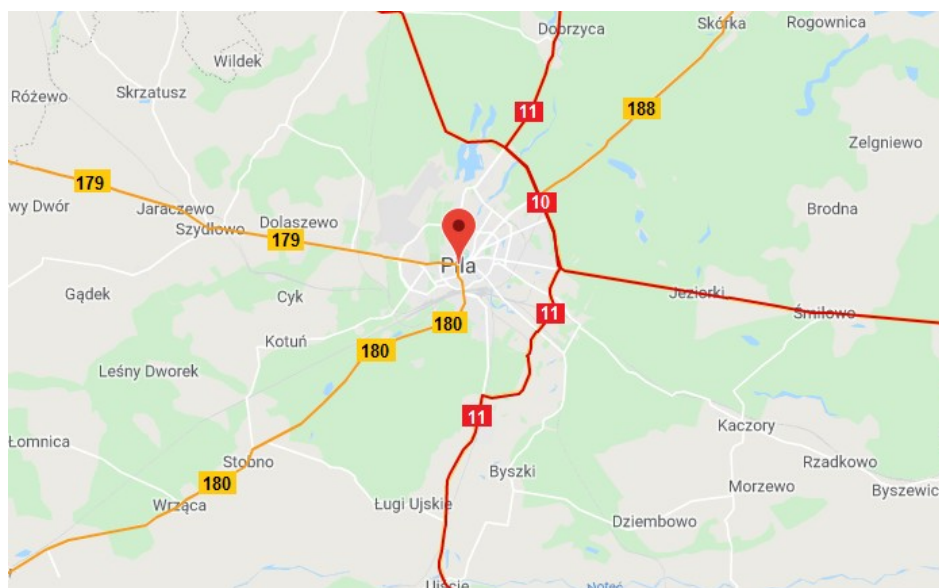 Dobrzyca
Skórka
Rogownica
Wildek
Skrzatusz
Różewo
11
188
Zelgniewo
179
wy Dwór
Jaraczewo
10
Brodna
Szydłowo
Dolaszewo
179
Piła
Gądek
Cyk
Jeziorki
11
Śmiłowo
180
Kotuń
180
Leśny Dworek
11
Kaczory
Łomnica
Stobno
Byszki
Rzadkowo
180
Morzewo
Byszewic
Wrząca
Ługi Ujskie
Dziembowo
Ujście
Noteć